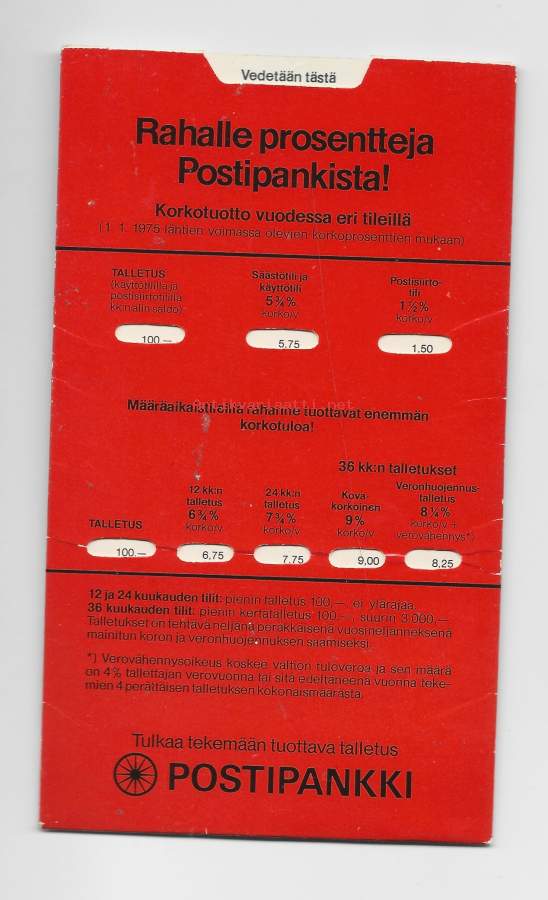 Vedetään tästä
Rahalle prosentteja
Postipankista!
Korkotuotto vuodessa eri tileillä
(1. 1. 1975 lähtien voimassa olevien korkoprosenttien mukaan)
TALLETUS
(käyttötilillä ja
postisiirtotilillä
kk:n alin saldo)
100.—
Säästötili ja
käyttötili
5¾%
korko/v
5.75
Postisiirto-
tili
1½%
korko/v
1.50
antikvariaatti.net
Määräaikaistileillä rahanne tuottavat enemmän
korkotuloa!
36 kk:n talletukset
TALLETUS
100.—
12 kk:n
talletus
6¾%
korko/v
6,75
24 kk:n
talletus
7¾%
korko/v
7.75
Kova-
korkoinen
9%
korko/v
9,00
Veronhuojennus-
talletus
8¼%
korko/v +
verovähennys*)
8,25
12 ja 24 kuukauden tilit: pienin talletus 100,—, ei ylärajaa.
36 kuukauden tilit: pienin kertatalletus 100,—, suurin 3.000,—
Talletukset on tehtävä neljänä peräkkäisenä vuosineljänneksenä
mainitun koron ja veronhuojennuksen saamiseksi.
*) Verovähennysoikeus koskee valtion tuloveroa ja sen määrä
on 4% tallettajan verovuonna tai sitä edeltäneenä vuonna teke-
mien 4 perättäisen talletuksen kokonaismäärästä.
Tulkaa tekemään tuottava talletus
POSTIPANKKI